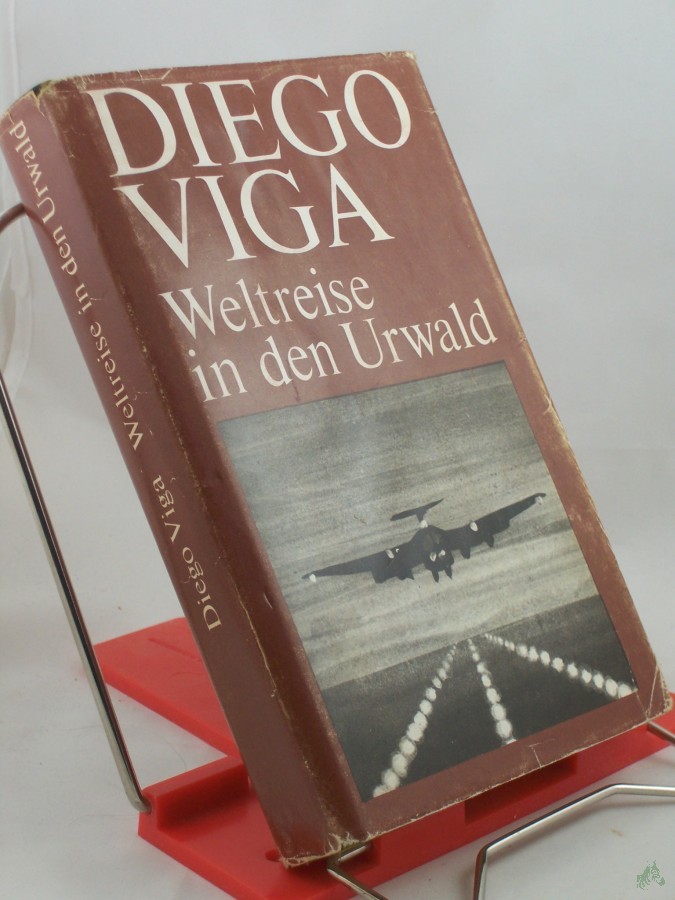 DIEGO
VIGA
Weltreise
in den Urwald
Diego Viga Weltreise in den Urwald